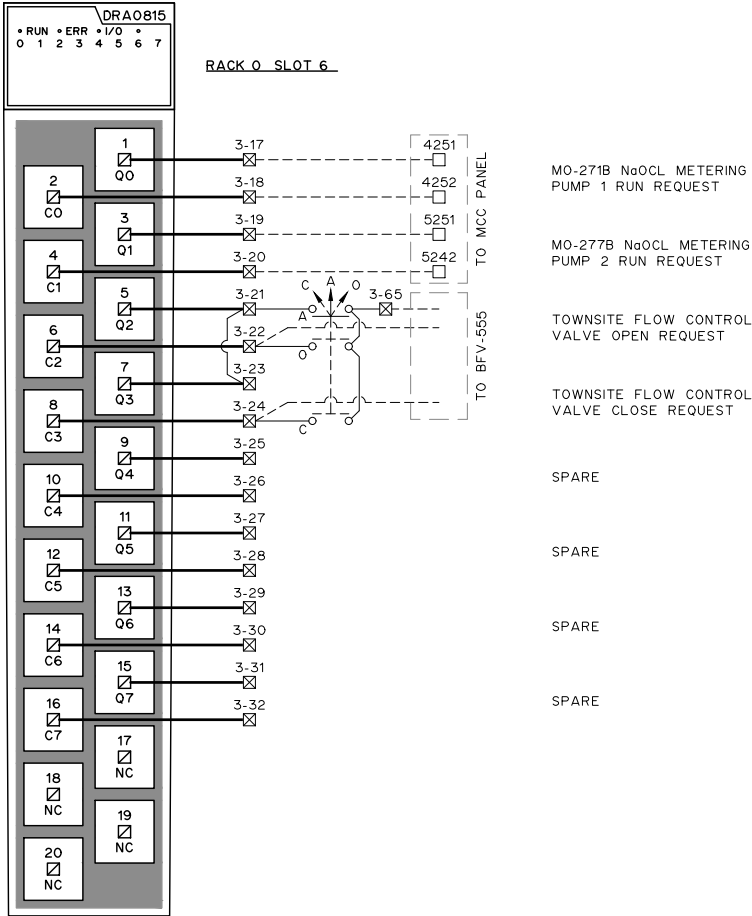 DRA0815
RUN ERR I/O
0 1 2 3 4 5 6 7
RACK 0 SLOT 6
1
Q0
3-17
4251
MO-271B NaOCL METERING
PUMP 1 RUN REQUEST
2
C0
3-18
4252
3
Q1
3-19
5251
MO-277B NaOCL METERING
PUMP 2 RUN REQUEST
4
C1
3-20
5242
TO MCC PANEL
5
Q2
3-21
C A O
A
3-65
TOWNSITE FLOW CONTROL
VALVE OPEN REQUEST
6
C2
3-22
O
TO BFV-555
7
Q3
3-23
TOWNSITE FLOW CONTROL
VALVE CLOSE REQUEST
8
C3
3-24
C
9
Q4
3-25
SPARE
10
C4
3-26
11
Q5
3-27
SPARE
12
C5
3-28
13
Q6
3-29
SPARE
14
C6
3-30
15
Q7
3-31
SPARE
16
C7
3-32
17
NC
18
NC
19
NC
20
NC